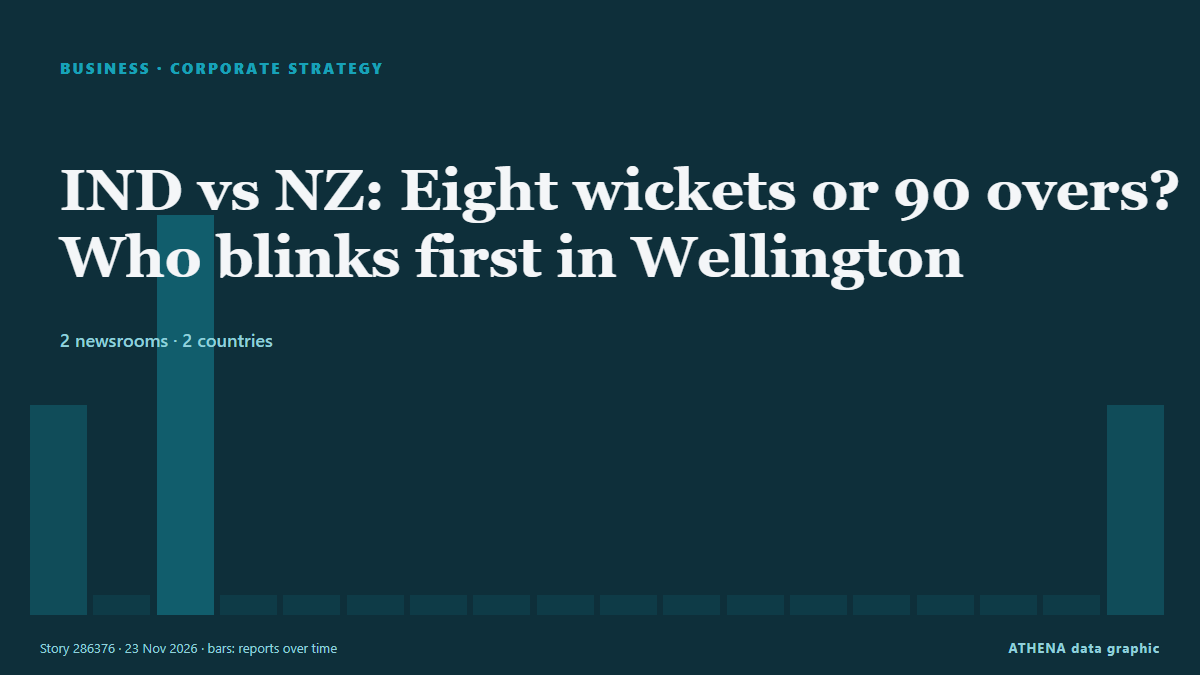 BUSINESS · CORPORATE STRATEGY
IND vs NZ: Eight wickets or 90 overs?
Who blinks first in Wellington
2 newsrooms · 2 countries
Story 286376 · 23 Nov 2026 · bars: reports over time
ATHENA data graphic